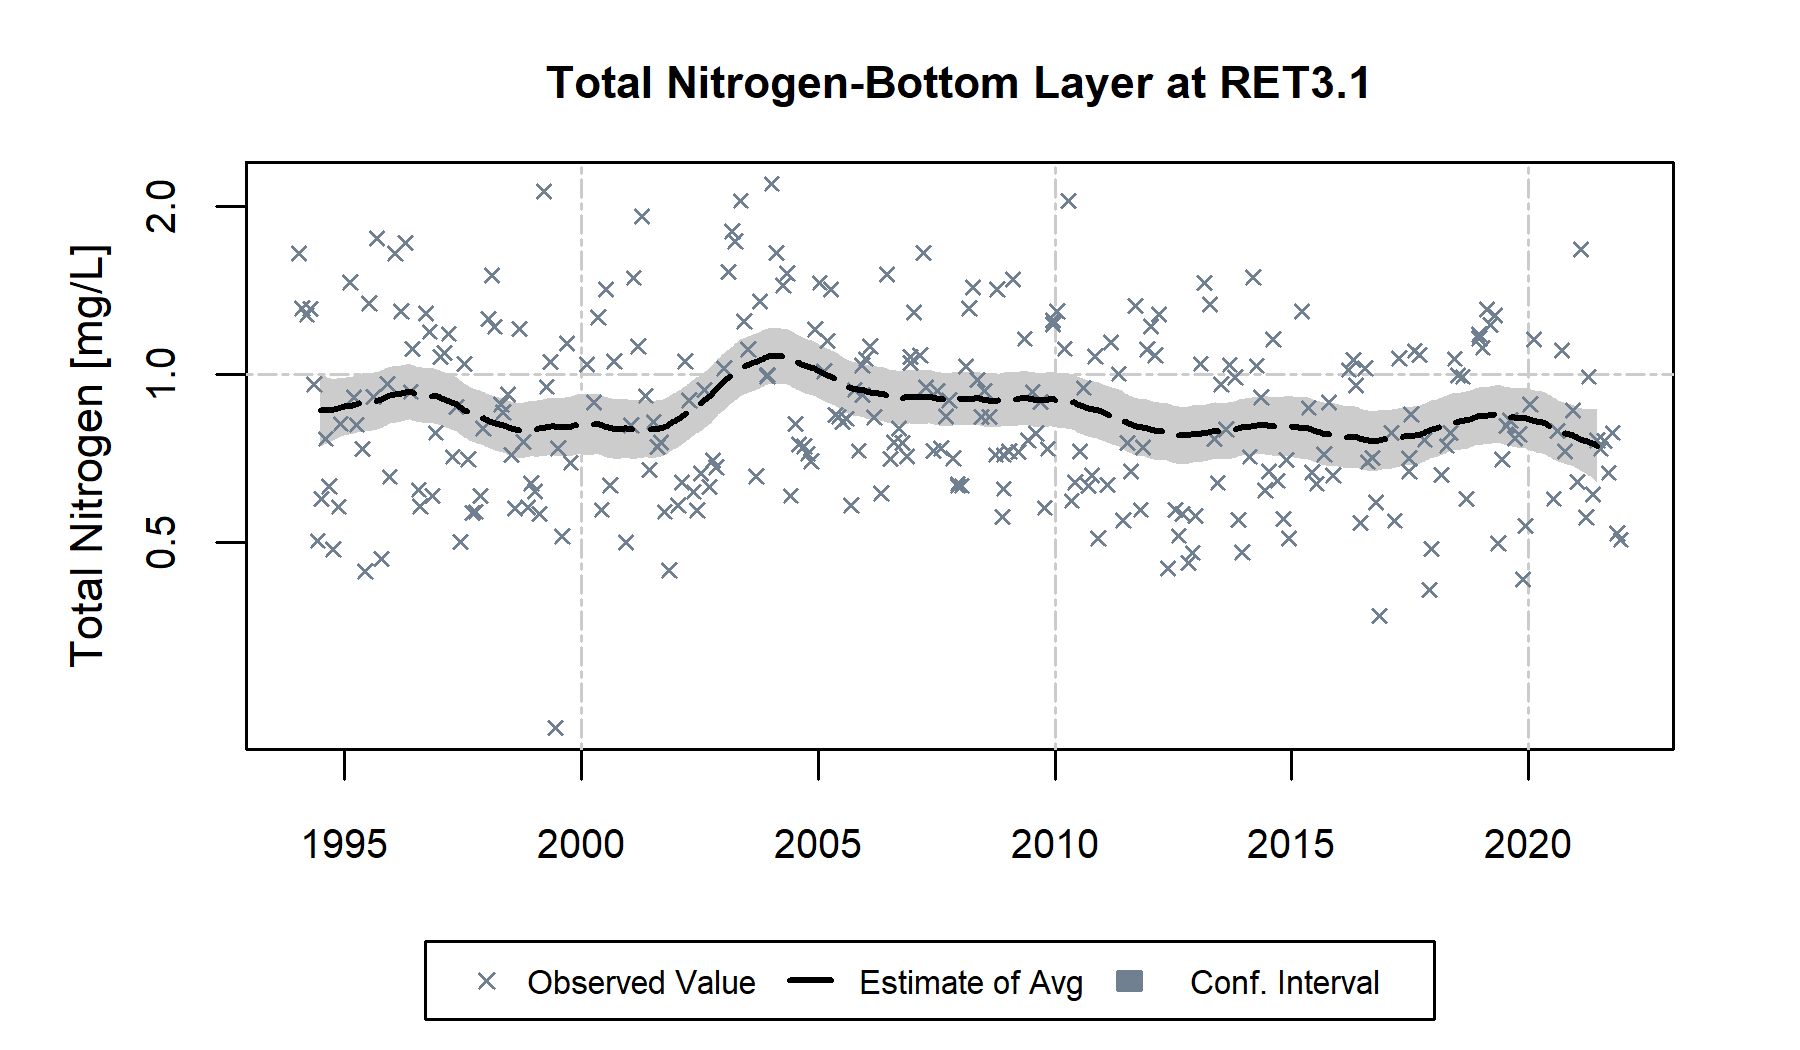 Total Nitrogen-Bottom Layer at RET3.1
Total Nitrogen [mg/L]
2.0
1.0
0.5
1995 2000 2005 2010 2015 2020
Observed Value Estimate of Avg Conf. Interval